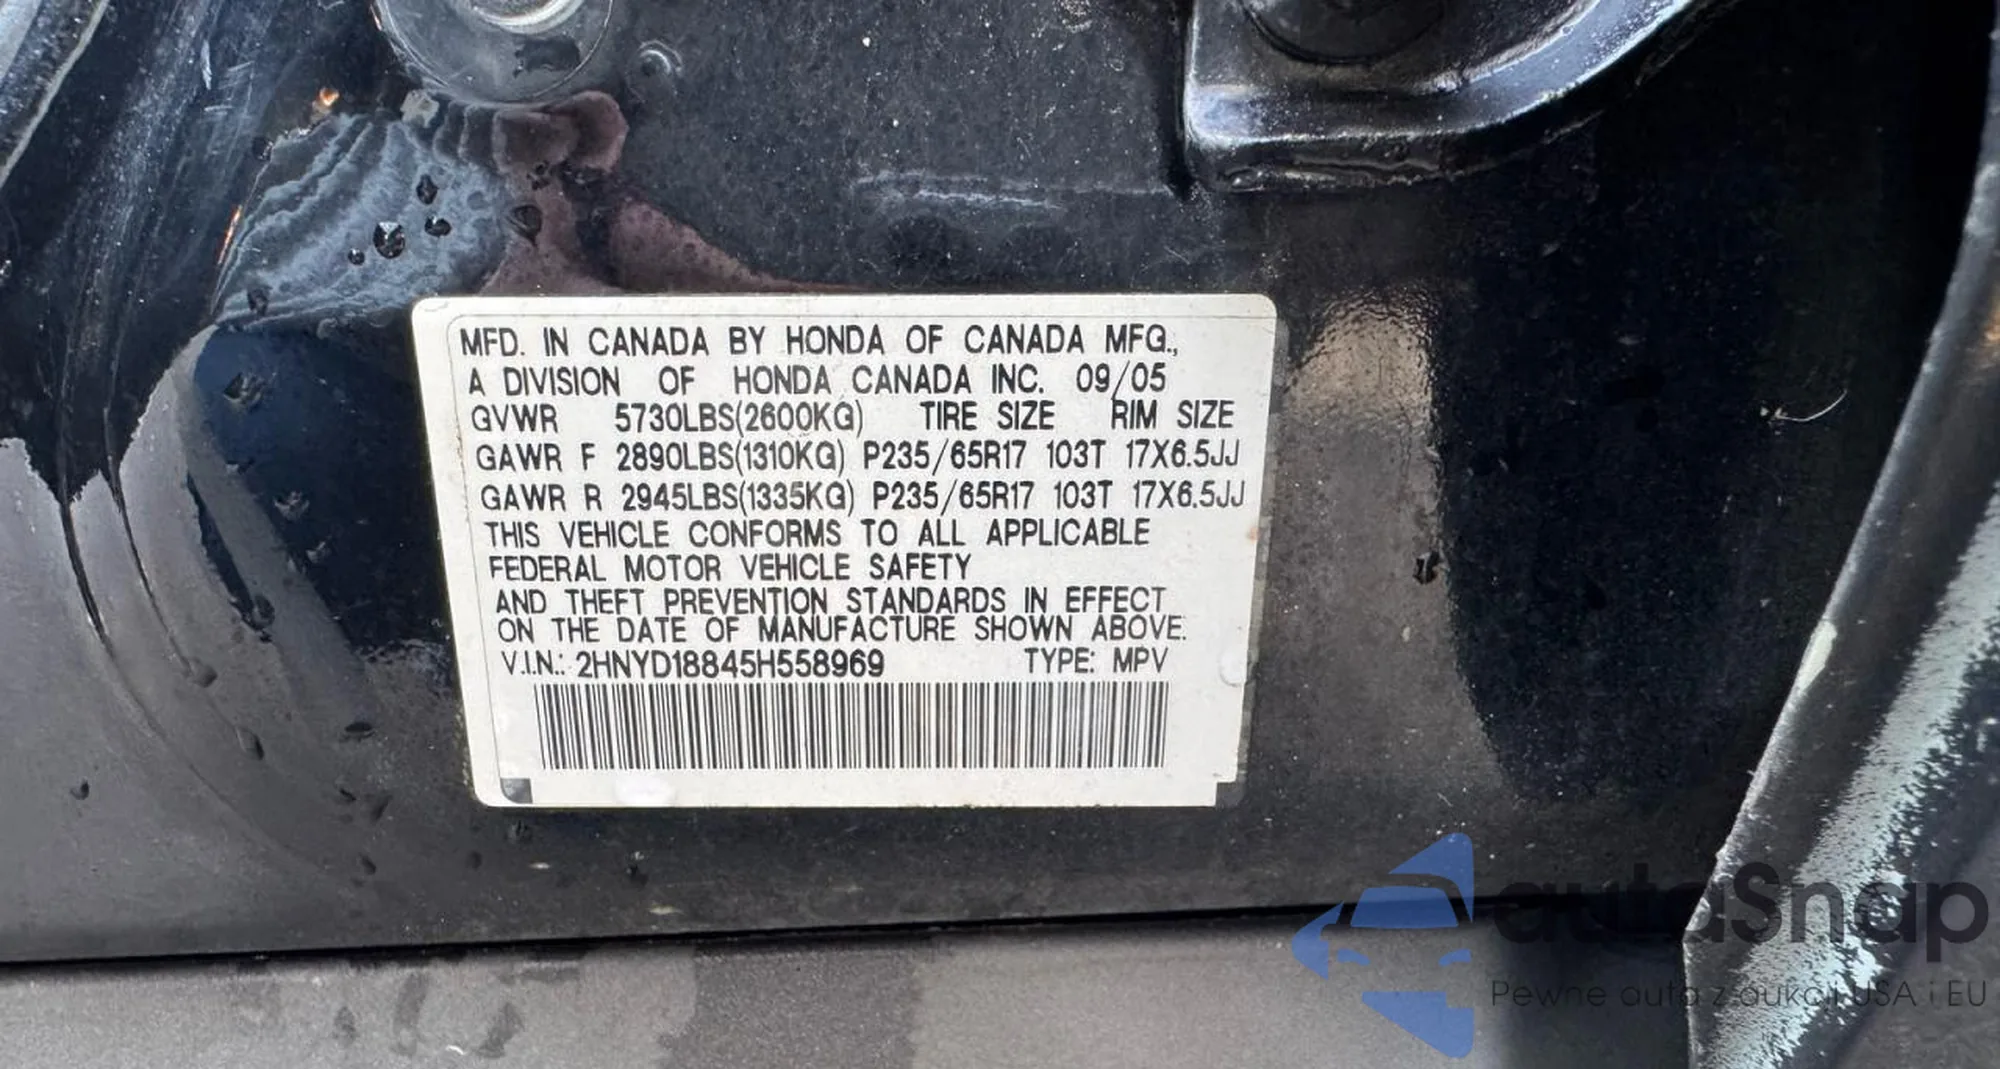 MFD. IN CANADA BY HONDA OF CANADA MFG.,
A DIVISION OF HONDA CANADA INC. 09/05
GVWR 5730LBS(2600KG) TIRE SIZE RIM SIZE
GAWR F 2890LBS(1310KG) P235/65R17 103T 17X6.5JJ
GAWR R 2945LBS(1335KG) P235/65R17 103T 17X6.5JJ
THIS VEHICLE CONFORMS TO ALL APPLICABLE
FEDERAL MOTOR VEHICLE SAFETY
AND THEFT PREVENTION STANDARDS IN EFFECT
ON THE DATE OF MANUFACTURE SHOWN ABOVE.
V.I.N.: 2HNYD18845H558969 TYPE: MPV
autoSnap
Pewne auta z aukcji USA i EU